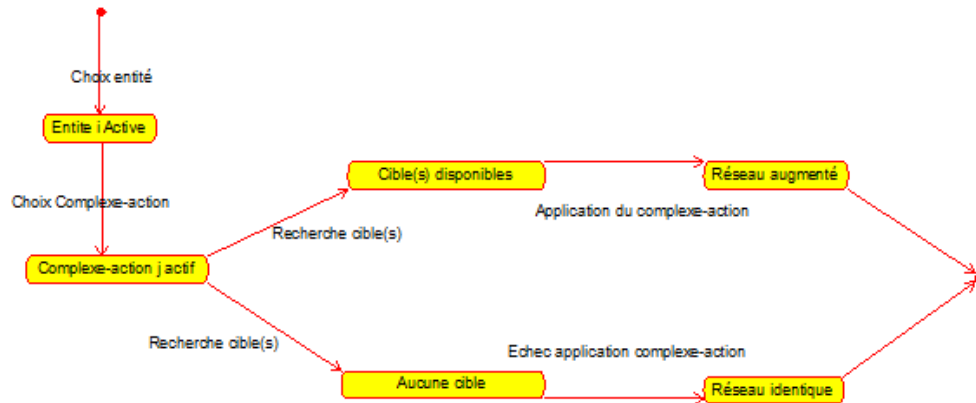 Choix entité
Entite i Active
Choix Complexe-action
Complexe-action j actif
Recherche cible(s)
Cible(s) disponibles
Application du complexe-action
Réseau augmenté
Recherche cible(s)
Aucune cible
Echec application complexe-action
Réseau identique